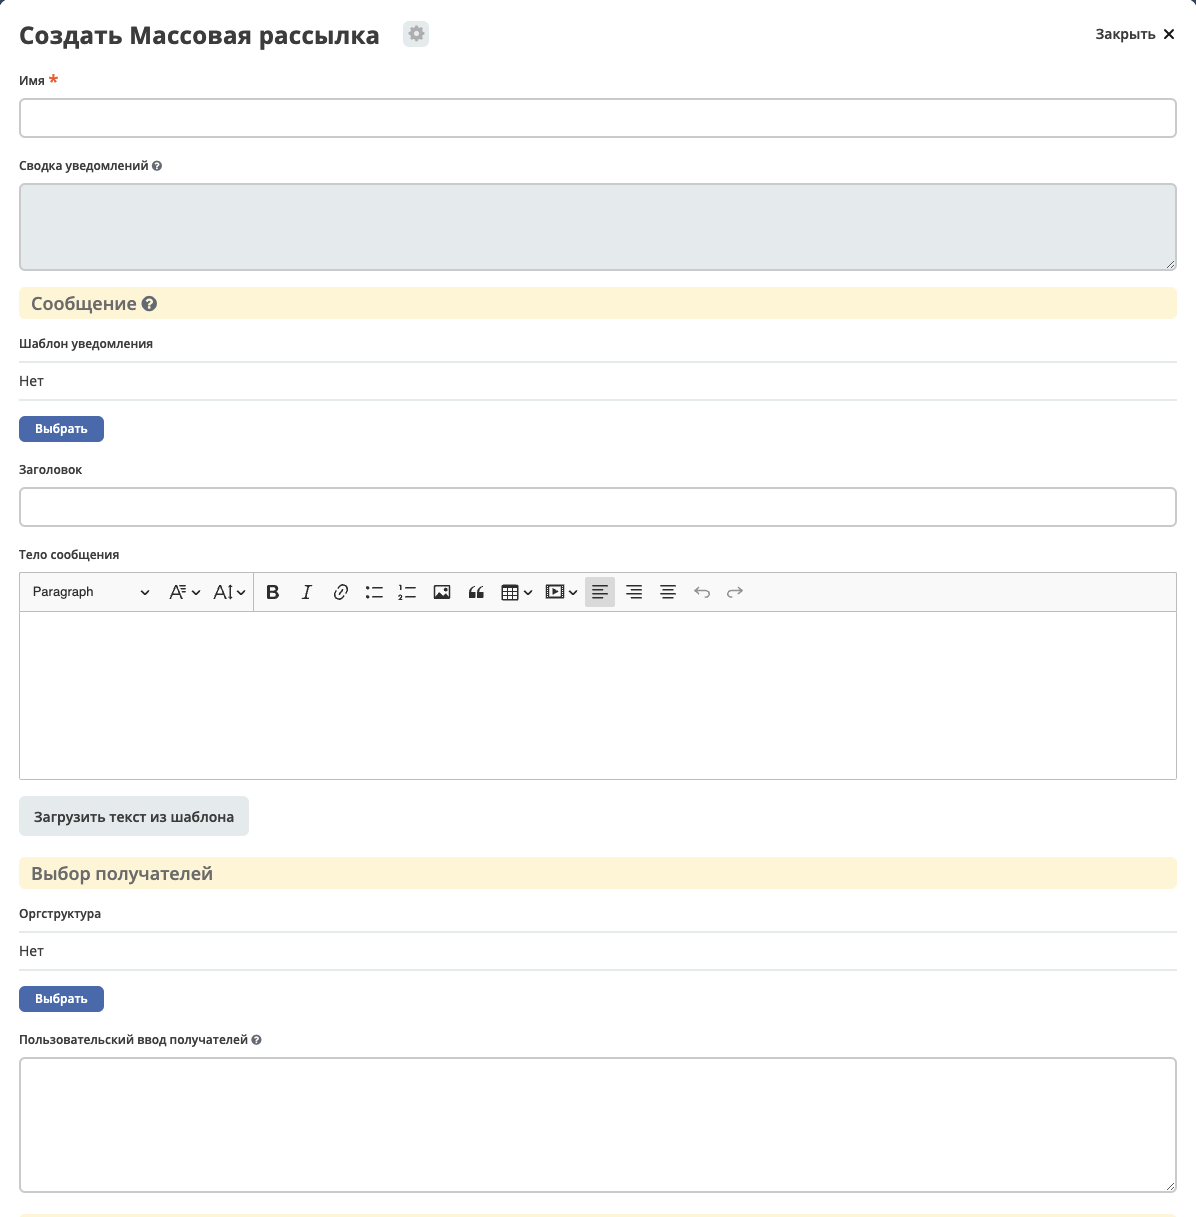 Создать Массовая рассылка
Закрыть
Имя *
Сводка уведомлений
Сообщение
Шаблон уведомления
Нет
Выбрать
Заголовок
Тело сообщения
Paragraph
Загрузить текст из шаблона
Выбор получателей
Оргструктура
Нет
Выбрать
Пользовательский ввод получателей